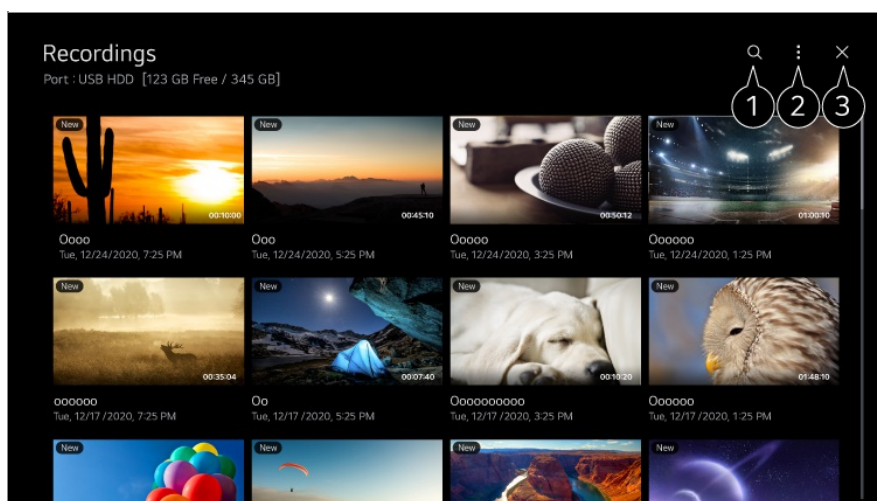 Recordings
Port : USB HDD [123 GB Free / 345 GB]
1 2 3
New New New New
00:10:00 00:45:10 00:50:12 01:00:10
Oooo Ooo Ooooo Oooooo
Tue, 12/24/2020, 7:25 PM Tue, 12/24/2020, 5:25 PM Tue, 12/24/2020, 3:25 PM Tue, 12/24/2020, 1:25 PM
New New New New
00:35:04 00:07:40 00:10:20 01:48:10
oooooo Oo Oooooooooo Oooooo
Tue, 12/17/2020, 7:25 PM Tue, 12/17/2020, 5:25 PM Tue, 12/17/2020, 3:25 PM Tue, 12/17/2020, 1:25 PM
New New New New